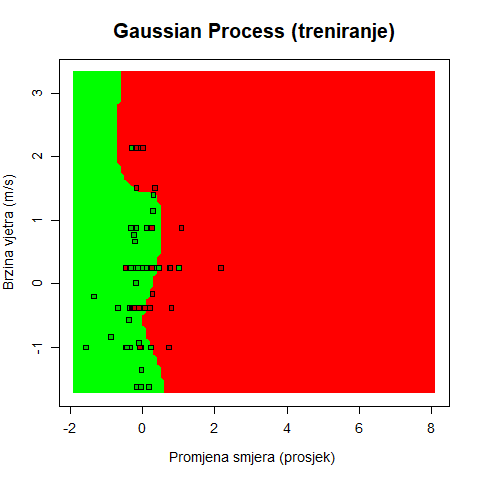 Gaussian Process (treniranje)
3
2
1
0
-1
Brzina vjetra (m/s)
-2 0 2 4 6 8
Promjena smjera (prosjek)